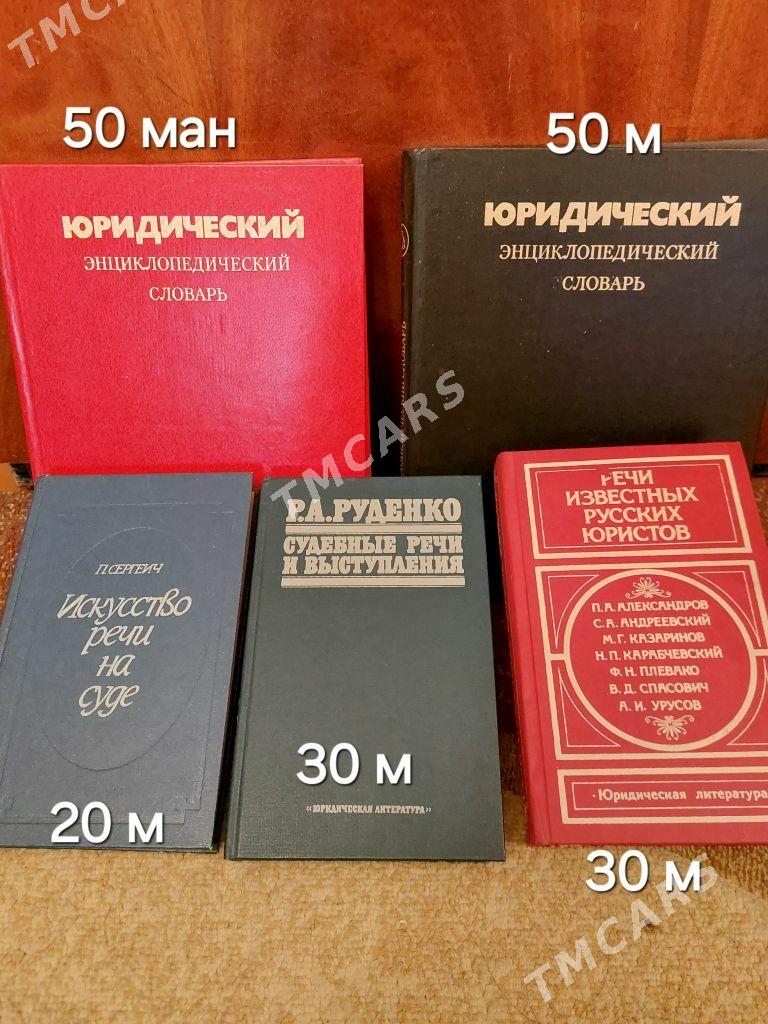 TMCARS
50 ман
50 м
ЮРИДИЧЕСКИЙ
ЭНЦИКЛОПЕДИЧЕСКИЙ
СЛОВАРЬ
ЮРИДИЧЕСКИЙ
ЭНЦИКЛОПЕДИЧЕСКИЙ
СЛОВАРЬ
TMCARS
П. СЕРГЕИЧ
Искусство
речи
на
суде
20 м
Р.А.РУДЕНКО
СУДЕБНЫЕ РЕЧИ
И ВЫСТУПЛЕНИЯ
30 м
«ЮРИДИЧЕСКАЯ ЛИТЕРАТУРА»
РЕЧИ
ИЗВЕСТНЫХ
РУССКИХ
ЮРИСТОВ
П.А.АЛЕКСАНДРОВ
С.А.АНДРЕЕВСКИЙ
М.Г.КАЗАРИНОВ
Н.П.КАРАБЧЕВСКИЙ
Ф.Н.ПЛЕВАКО
В.Д.СПАСОВИЧ
А.И.УРУСОВ
·Юридическая литература
30 м
TMCARS